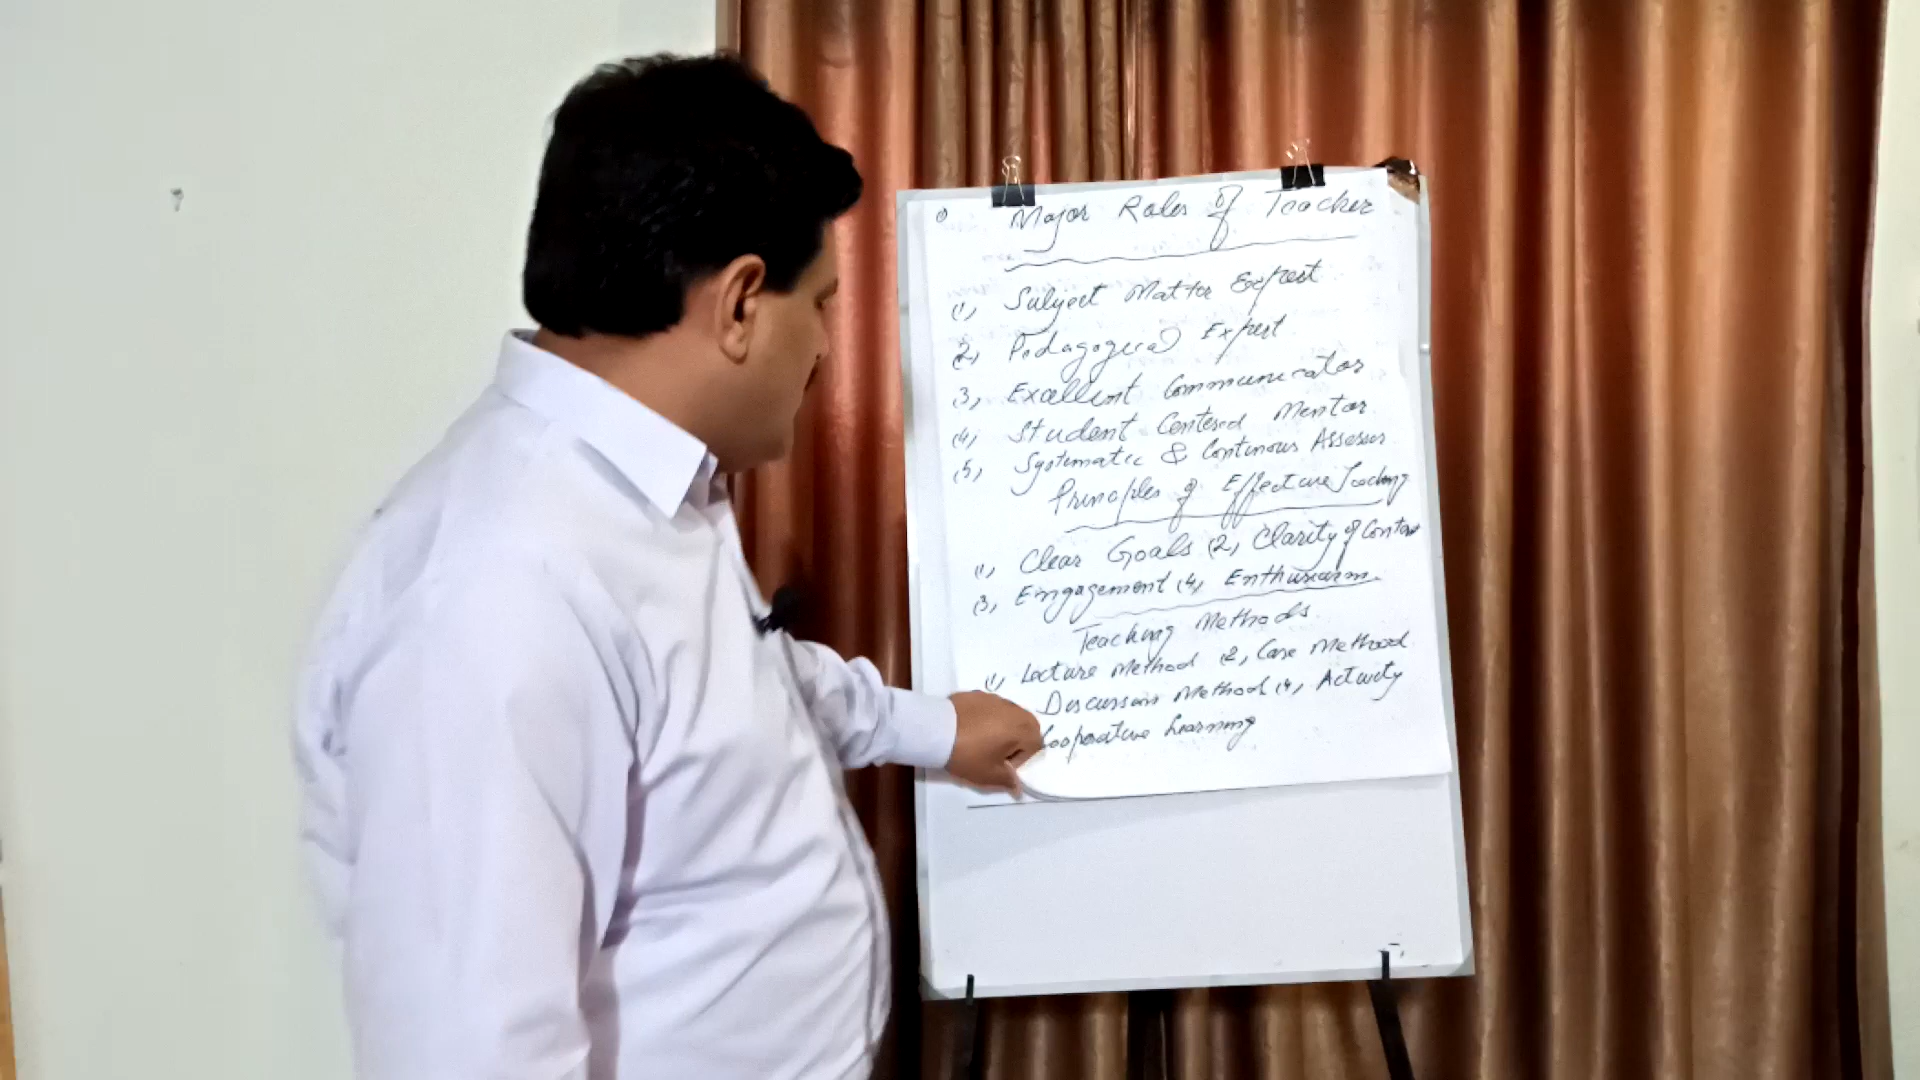 Major Roles of Teacher
(1) Subject Matter Expert
(2) Pedagogical Expert
(3) Excellent Communicator
(4) Student Centered Mentor
(5) Systematic & Continous Assessor
Principles of Effective Teaching
(1) Clear Goals (2) Clarity of
(3) Engagement (4) Enthusiasm
Teaching Methods
(1) Lecture Method (2) Case Method
Discussion Method (4) Activity
Cooperative Learning